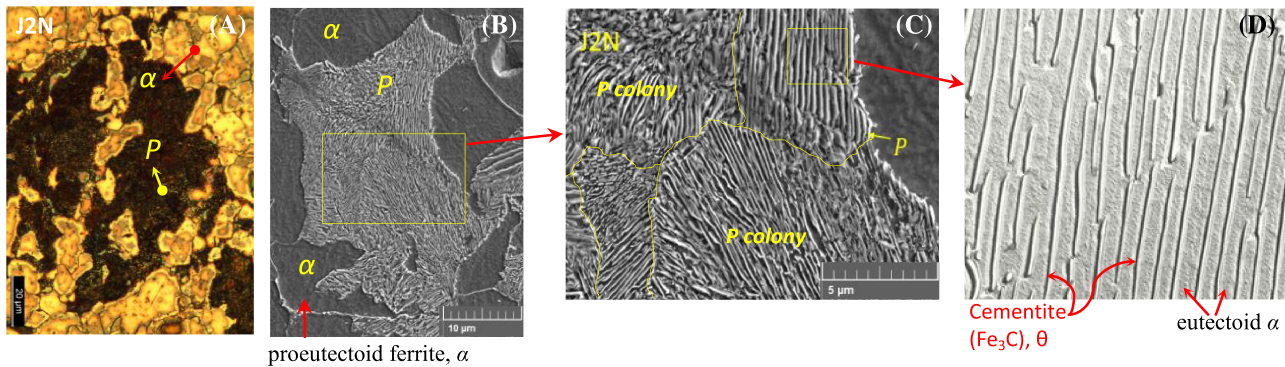 J2N
(A)
α
P
20 µm
(B)
α
P
α
10 µm
proeutectoid ferrite, α
(C)
J2N
P colony
P
P colony
5 µm
(D)
Cementite
(Fe₃C), θ
eutectoid α